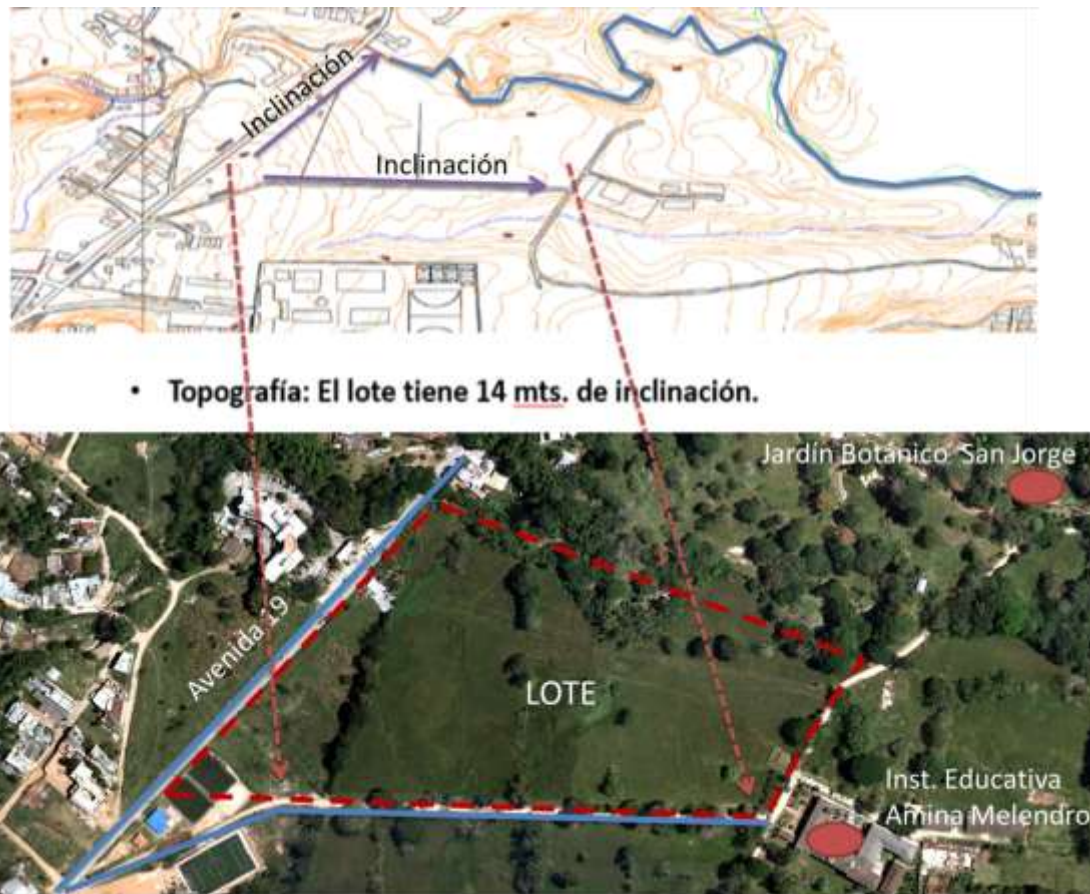 Inclinación
Inclinación
• Topografía: El lote tiene 14 mts. de inclinación.
Jardín Botánico San Jorge
Avenida 19
LOTE
Inst. Educativa
Amina Melendro